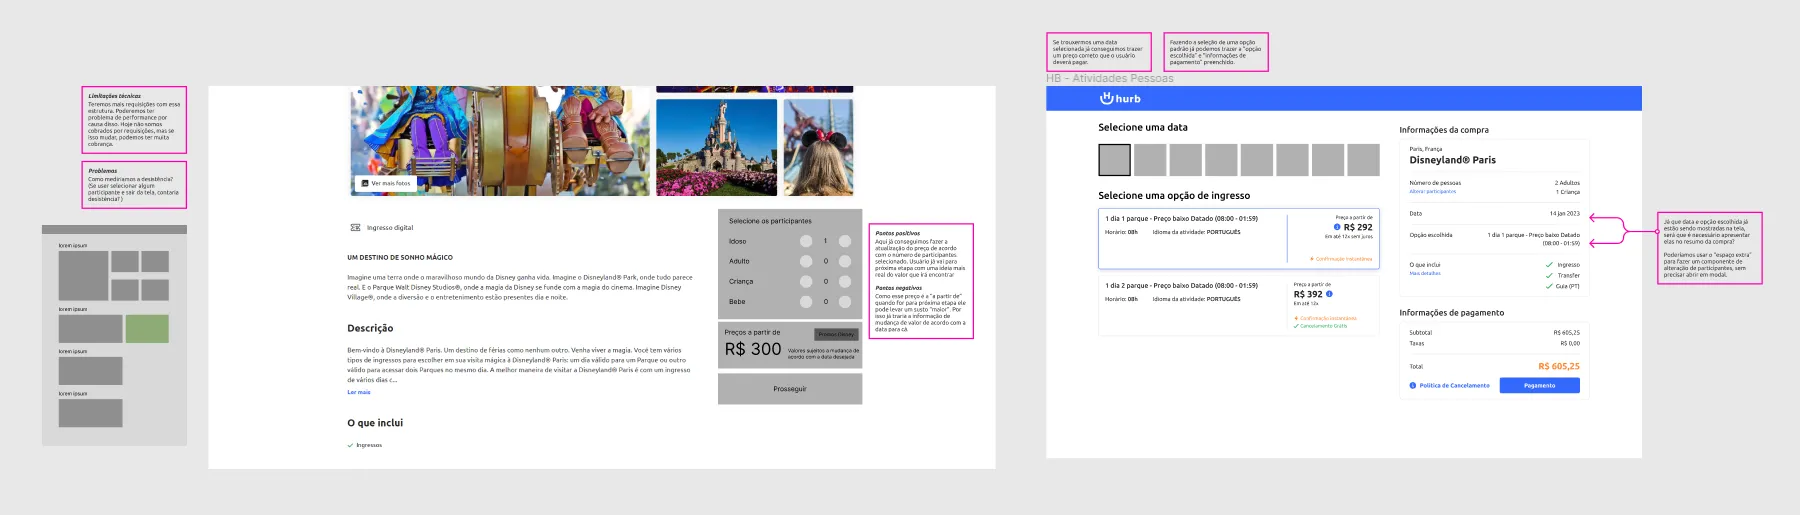 Limitações técnicas
Teremos mais requisições com essa
estrutura. Poderemos ter
problema de performance por
causa disso. Hoje não somos
cobrados por requisições, mas se
isso mudar, podemos ter muita
cobrança.
Problemas
Como mediríamos a desistência?
(Se user selecionar algum
participante e sair da tela, contaria
desistência? )
lorem ipsum
lorem ipsum
lorem ipsum
lorem ipsum
Ver mais fotos
Ingresso digital
UM DESTINO DE SONHO MÁGICO
Imagine uma terra onde o maravilhoso mundo da Disney ganha vida. Imagine o Disneyland® Park, onde tudo parece
real. E o Parque Walt Disney Studios®, onde a magia da Disney se funde com a magia do cinema. Imagine Disney
Village®, onde a diversão e o entretenimento estão presentes dia e noite.
Descrição
Bem-vindo à Disneyland® Paris. Um destino de férias como nenhum outro. Venha viver a magia. Você tem vários
tipos de ingressos para escolher em sua visita mágica à Disneyland® Paris: um dia válido para um Parque ou outro
válido para acessar dois Parques no mesmo dia. A melhor maneira de visitar a Disneyland® Paris é com um ingresso
de vários dias c...
Ler mais
O que inclui
Ingressos
Selecione os participantes
Idoso 1
Adulto 0
Criança 0
Bebe 0
Preços a partir de
R$ 300
Valores sujeitos a mudança de
acordo com a data desejada
Prosseguir
Pontos positivos
Aqui já conseguimos fazer a
atualização do preço de acordo
com o número de participantes
selecionado. Usuário já vai para
próxima etapa com uma ideia mais
real do valor que irá encontrar
Pontos negativos
Como esse preço é a "a partir de"
quando for para próxima etapa ele
pode levar um susto "maior". Por
isso já traria a informação de
mudança de valor de acordo com a
data para cá
Se trouxermos uma data
selecionada já conseguimos trazer
um preço correto que o usuário
deverá pagar.
Fazendo a seleção de uma opção
padrão já podemos trazer a "opção
escolhida" e "informações de
pagamento" preenchido.
HB - Atividades Pessoas
hurb
Selecione uma data
Selecione uma opção de ingresso
1 dia 1 parque - Preço baixo Datado (08:00 - 01:59)
Horário: 08h Idioma da atividade: PORTUGUÊS
Preço a partir de
R$ 292
Em até 12x sem juros
Confirmação instantânea
1 dia 2 parque - Preço baixo Datado (08:00 - 01:59)
Horário: 08h Idioma da atividade: PORTUGUÊS
Preço a partir de
R$ 392
Em até 12x
Confirmação instantânea
Cancelamento Grátis
Informações da compra
Paris, França
Disneyland® Paris
Número de pessoas 2 Adultos
Alterar participantes 1 Criança
Data 14 jan 2023
Opção escolhida 1 dia 1 parque - Preço baixo Datado
(08:00 - 01:59)
O que inclui Ingresso
Mais detalhes Transfer
Guia (PT)
Informações de pagamento
Subtotal R$ 605,25
Taxas R$ 0,00
Total R$ 605,25
Política de Cancelamento Pagamento
Já que data e opção escolhida já
estão sendo mostradas na tela,
será que é necessário apresentar
elas no resumo da compra?
Poderíamos usar o "espaço extra"
para fazer um componente de
alteração de participantes, sem
precisar abrir em modal.